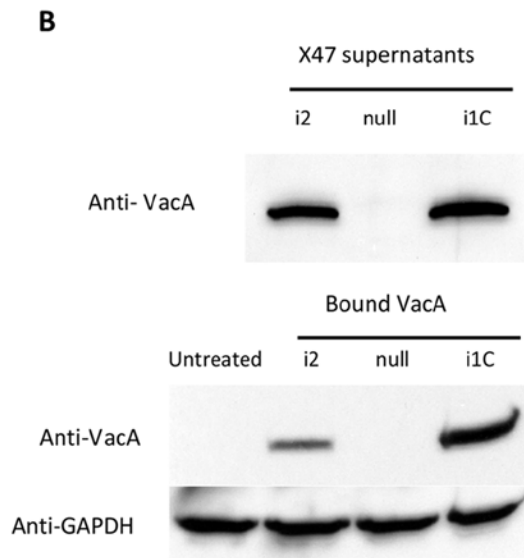 B
X47 supernatants
i2 null i1C
Anti- VacA
Bound VacA
Untreated i2 null i1C
Anti-VacA
Anti-GAPDH